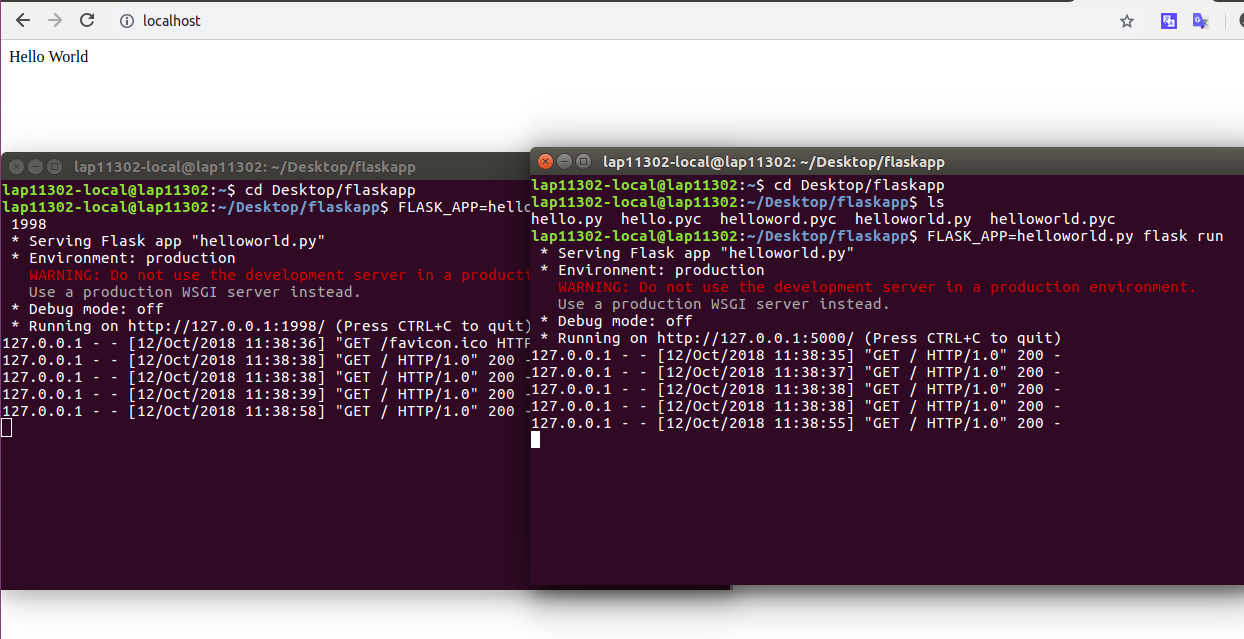 localhost
Hello World
lap11302-local@lap11302: ~/Desktop/flaskapp
lap11302-local@lap11302:~$ cd Desktop/flaskapp
lap11302-local@lap11302:~/Desktop/flaskapp$ FLASK_APP=hello
1998
* Serving Flask app "helloworld.py"
* Environment: production
WARNING: Do not use the development server in a producti
Use a production WSGI server instead.
* Debug mode: off
* Running on http://127.0.0.1:1998/ (Press CTRL+C to quit)
127.0.0.1 - - [12/Oct/2018 11:38:36] "GET /favicon.ico HTTP
127.0.0.1 - - [12/Oct/2018 11:38:38] "GET / HTTP/1.0" 200 -
127.0.0.1 - - [12/Oct/2018 11:38:38] "GET / HTTP/1.0" 200 -
127.0.0.1 - - [12/Oct/2018 11:38:39] "GET / HTTP/1.0" 200 -
127.0.0.1 - - [12/Oct/2018 11:38:58] "GET / HTTP/1.0" 200 -
lap11302-local@lap11302: ~/Desktop/flaskapp
lap11302-local@lap11302:~$ cd Desktop/flaskapp
lap11302-local@lap11302:~/Desktop/flaskapp$ ls
hello.py hello.pyc helloword.pyc helloworld.py helloworld.pyc
lap11302-local@lap11302:~/Desktop/flaskapp$ FLASK_APP=helloworld.py flask run
* Serving Flask app "helloworld.py"
* Environment: production
WARNING: Do not use the development server in a production environment.
Use a production WSGI server instead.
* Debug mode: off
* Running on http://127.0.0.1:5000/ (Press CTRL+C to quit)
127.0.0.1 - - [12/Oct/2018 11:38:35] "GET / HTTP/1.0" 200 -
127.0.0.1 - - [12/Oct/2018 11:38:37] "GET / HTTP/1.0" 200 -
127.0.0.1 - - [12/Oct/2018 11:38:38] "GET / HTTP/1.0" 200 -
127.0.0.1 - - [12/Oct/2018 11:38:38] "GET / HTTP/1.0" 200 -
127.0.0.1 - - [12/Oct/2018 11:38:55] "GET / HTTP/1.0" 200 -